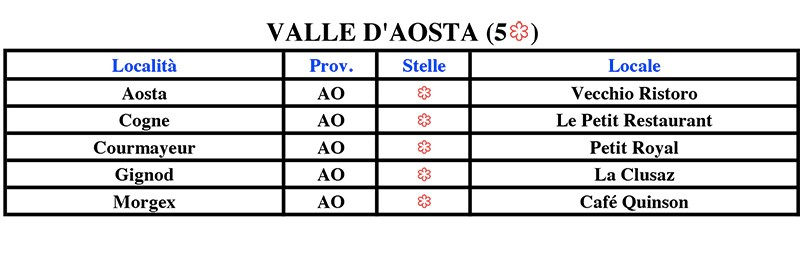 VALLE D'AOSTA (5)
Località Prov. Stelle Locale
Aosta AO Vecchio Ristoro
Cogne AO Le Petit Restaurant
Courmayeur AO Petit Royal
Gignod AO La Clusaz
Morgex AO Café Quinson